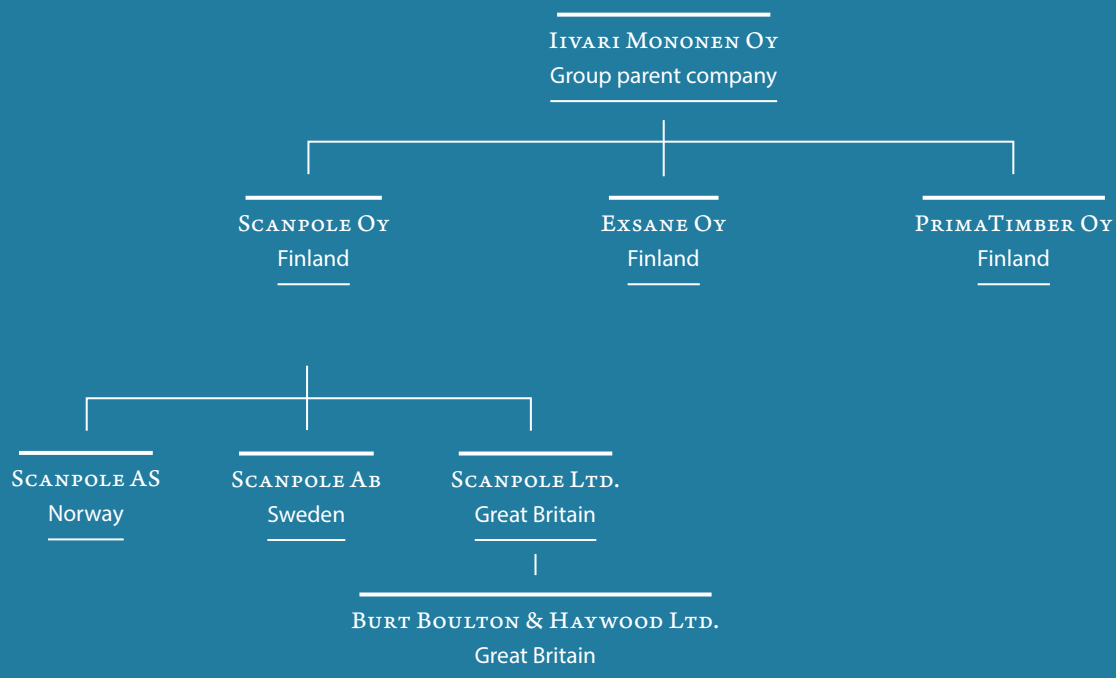 Iivari Mononen Oy
Group parent company
Scanpole Oy
Finland
Exsane Oy
Finland
PrimaTimber Oy
Finland
Scanpole AS
Norway
Scanpole Ab
Sweden
Scanpole Ltd.
Great Britain
Burt Boulton & Haywood Ltd.
Great Britain